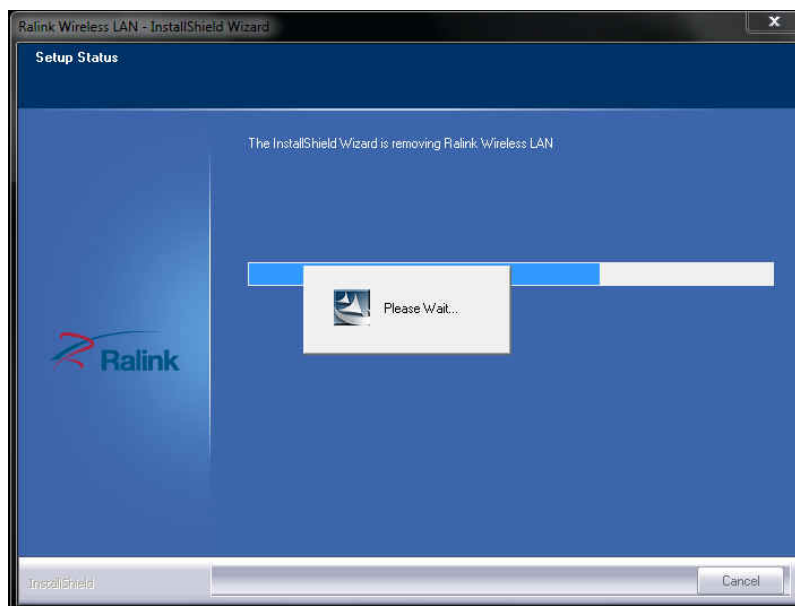 Ralink Wireless LAN - InstallShield Wizard
X
Setup Status
The InstallShield Wizard is removing Ralink Wireless LAN
Please Wait...
Ralink
InstallShield
Cancel